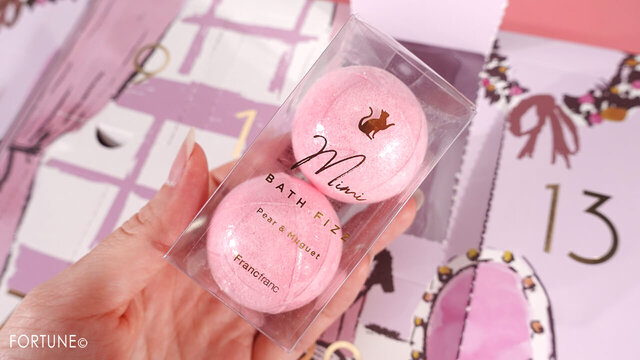 Mimi
BATH FIZZ
Pear & Muguet
Francfranc
13
FORTUNE©